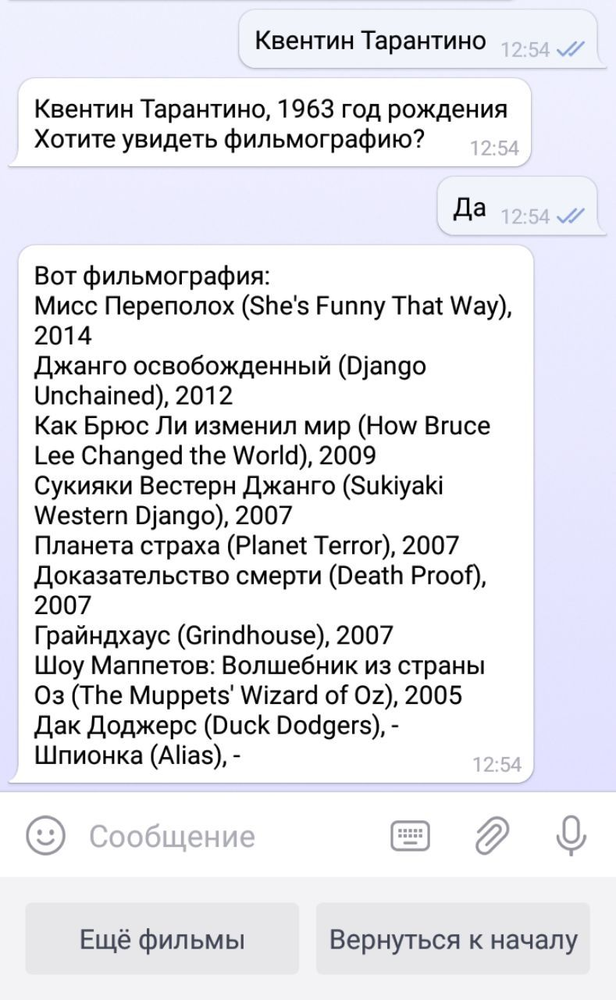 Квентин Тарантино 12:54
Квентин Тарантино, 1963 год рождения
Хотите увидеть фильмографию? 12:54
Да 12:54
Вот фильмография:
Мисс Переполох (She's Funny That Way),
2014
Джанго освобожденный (Django
Unchained), 2012
Как Брюс Ли изменил мир (How Bruce
Lee Changed the World), 2009
Сукияки Вестерн Джанго (Sukiyaki
Western Django), 2007
Планета страха (Planet Terror), 2007
Доказательство смерти (Death Proof),
2007
Грайндхаус (Grindhouse), 2007
Шоу Маппетов: Волшебник из страны
Оз (The Muppets' Wizard of Oz), 2005
Дак Доджерс (Duck Dodgers), -
Шпионка (Alias), - 12:54
Сообщение
Ещё фильмы Вернуться к началу